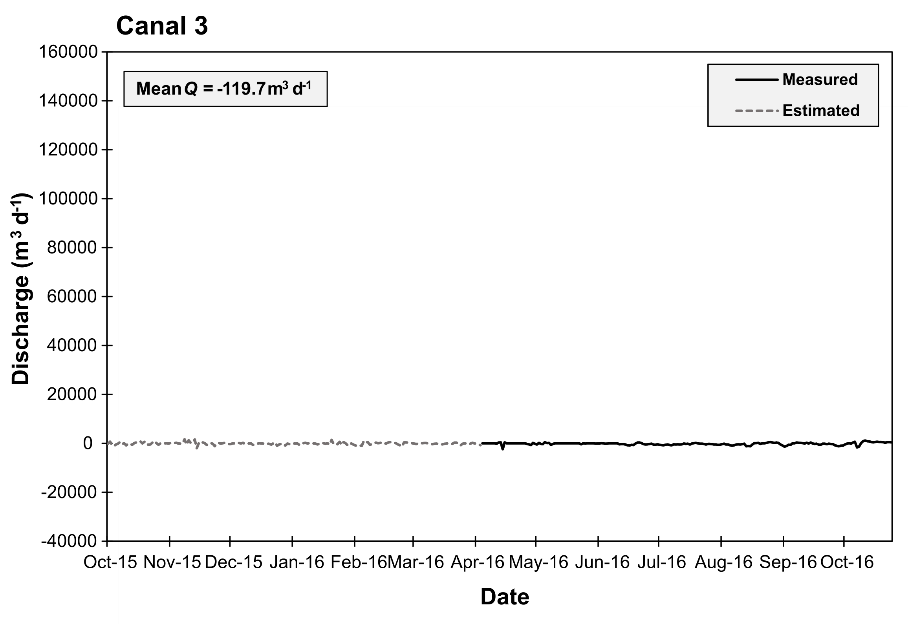 Canal 3
160000
Mean Q = -119.7 m³ d⁻¹
Measured
140000
Estimated
120000
100000
80000
60000
40000
20000
0
-20000
-40000
Discharge (m³ d⁻¹)
Oct-15 Nov-15 Dec-15 Jan-16 Feb-16 Mar-16 Apr-16 May-16 Jun-16 Jul-16 Aug-16 Sep-16 Oct-16
Date